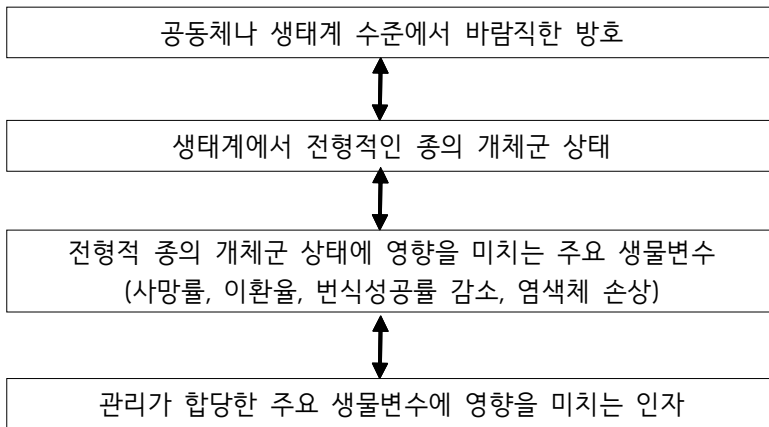 공동체나 생태계 수준에서 바람직한 방호
생태계에서 전형적인 종의 개체군 상태
전형적 종의 개체군 상태에 영향을 미치는 주요 생물변수
(사망률, 이환율, 번식성공률 감소, 염색체 손상)
관리가 합당한 주요 생물변수에 영향을 미치는 인자